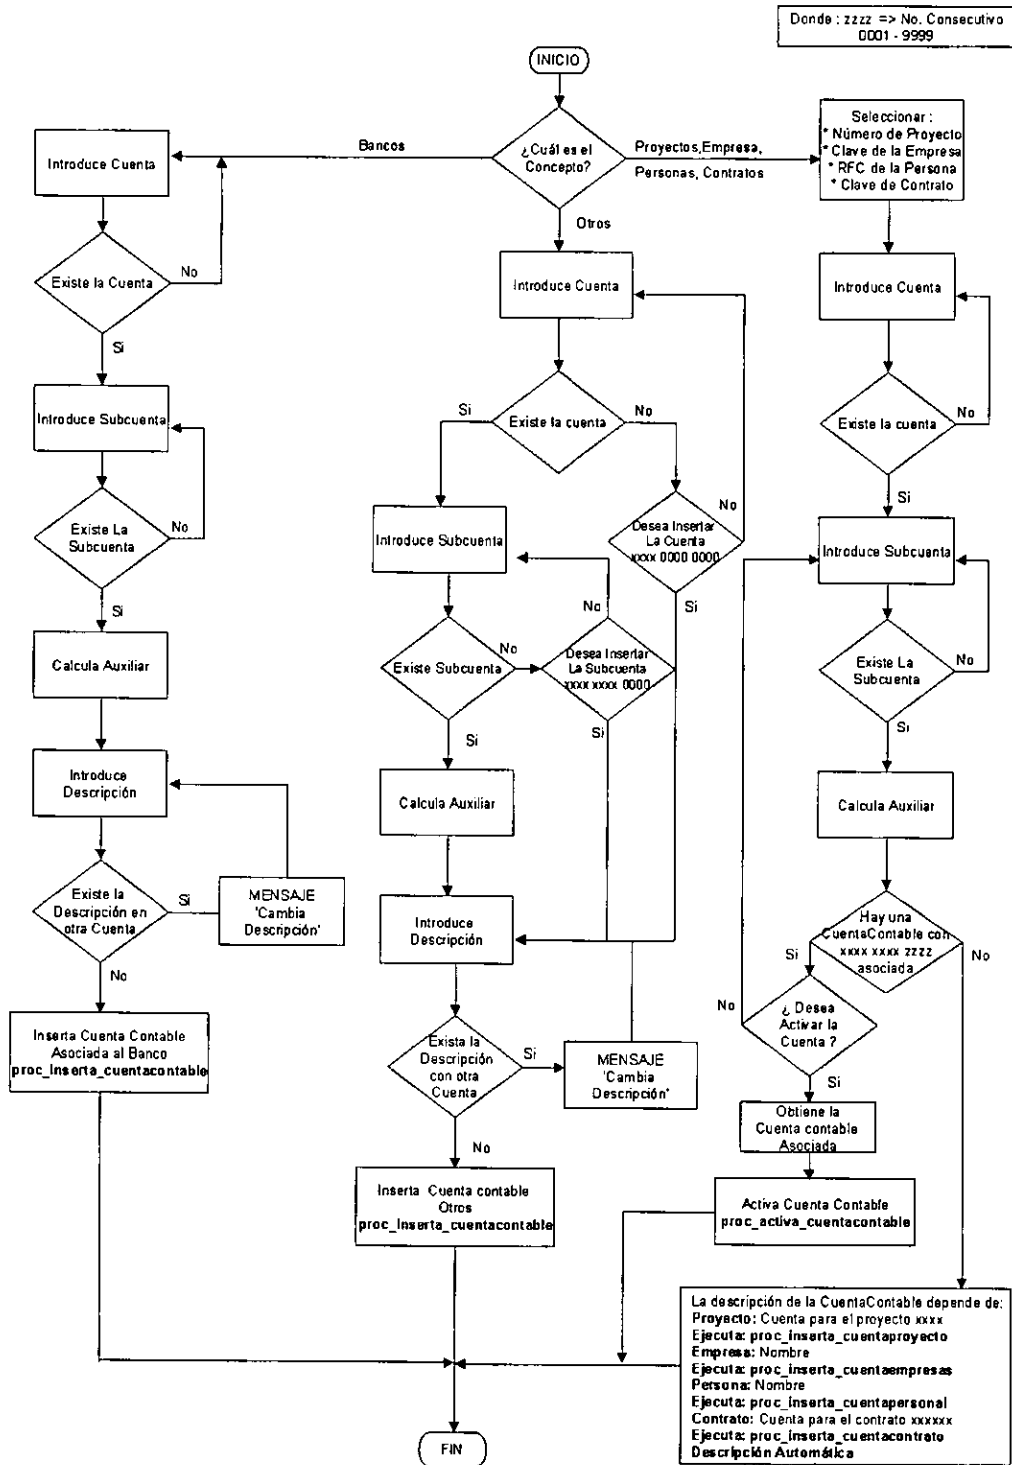 Donde : zzzz => No. Consecutivo
0001 - 9999
INICIO
¿Cuál es el
Concepto?
Bancos
Proyectos,Empresa,
Personas, Contratos
Otros
Introduce Cuenta
Existe la Cuenta
No
Si
Introduce Subcuenta
Existe La
Subcuenta
No
Si
Calcula Auxiliar
Introduce
Descripción
Existe la
Descripción en
otra Cuenta
Si
MENSAJE
'Cambia
Descripción'
No
Inserta Cuenta Contable
Asociada al Banco
proc_Inserta_cuentacontable
Introduce Cuenta
Existe la cuenta
Si
No
Desea Insertar
La Cuenta
xxxx 0000 0000
No
Si
Introduce Subcuenta
Existe Subcuenta
No
Desea Insertar
La Subcuenta
xxxx xxxx 0000
No
Si
Si
Calcula Auxiliar
Introduce
Descripción
Exista la
Descripción
con otra
Cuenta
Si
MENSAJE
'Cambia
Descripción'
No
Inserta Cuenta contable
Otros
proc_Inserta_cuentacontable
Seleccionar :
* Número de Proyecto
* Clave de la Empresa
* RFC de la Persona
* Clave de Contrato
Introduce Cuenta
Existe la cuenta
No
Si
Introduce Subcuenta
Existe La
Subcuenta
No
Si
Calcula Auxiliar
Hay una
CuentaContable con
xxxx xxxx zzzz
asociada
Si
No
¿ Desea
Activar la
Cuenta ?
No
Si
Obtiene la
Cuenta contable
Asociada
Activa Cuenta Contable
proc_activa_cuentacontable
La descripción de la CuentaContable depende de:
Proyecto: Cuenta para el proyecto xxxx
Ejecuta: proc_inserta_cuentaproyecto
Empresa: Nombre
Ejecuta: proc_inserta_cuentaempresas
Persona: Nombre
Ejecuta: proc_inserta_cuentapersonal
Contrato: Cuenta para el contrato xxxxxx
Ejecuta: proc_inserta_cuentacontrato
Descripción Automática
FIN